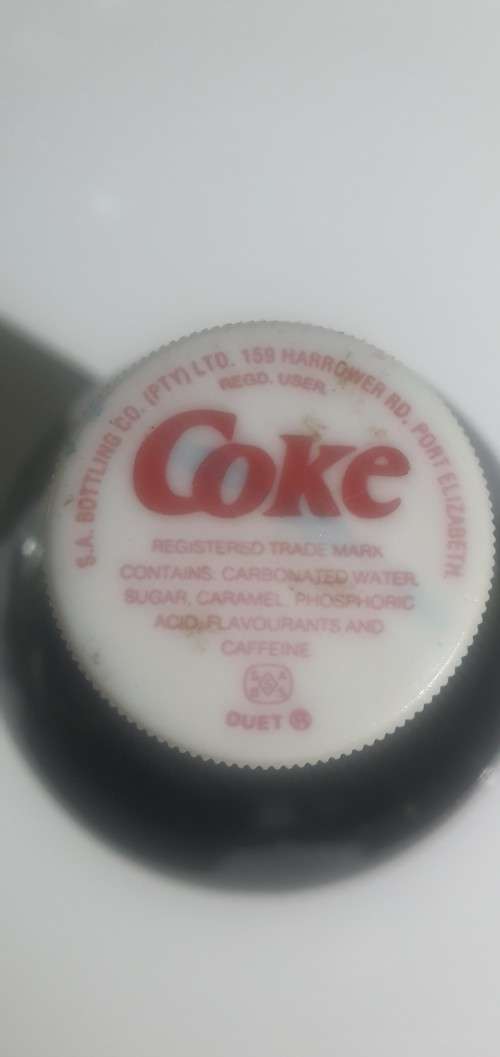 S.A. BOTTLING CO. (PTY) LTD. 159 HARROWER RD. PORT ELIZABETH
REGD. USER.
Coke
REGISTERED TRADE MARK
CONTAINS: CARBONATED WATER,
SUGAR, CARAMEL, PHOSPHORIC
ACID, FLAVOURANTS AND
CAFFEINE
DUET ®